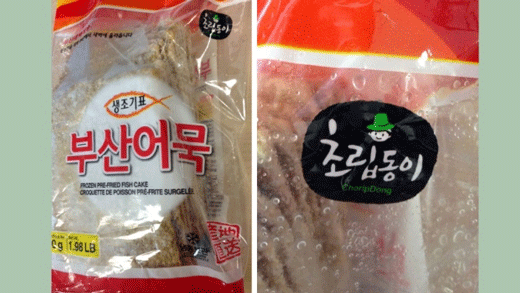 초립동이
생조기표
부산어묵
FROZEN PRE-FRIED FISH CAKE
CROQUETTE DE POISSON PRÉ-FRITE SURGELÉE
1.98 LB
초립동이
ChoripDong